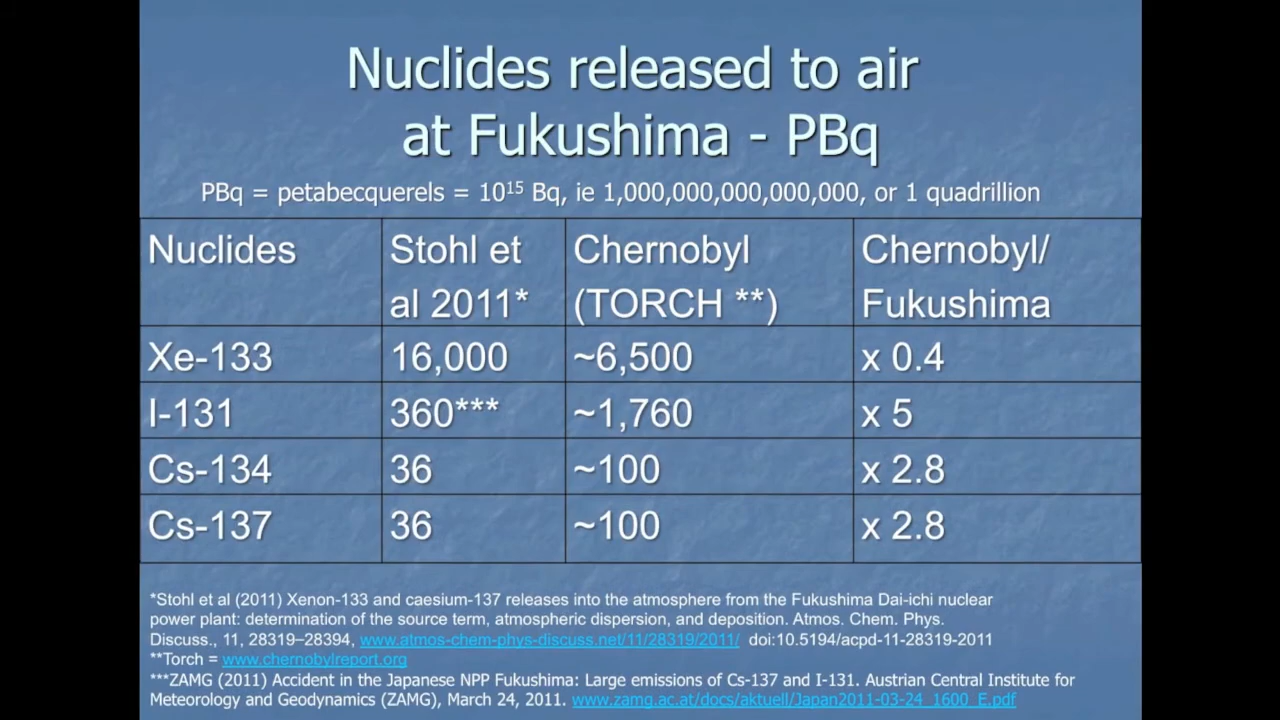 Nuclides released to air
at Fukushima - PBq
PBq = petabecquerels = 10¹⁵ Bq, ie 1,000,000,000,000,000, or 1 quadrillion
Nuclides Stohl et al 2011* Chernobyl (TORCH **) Chernobyl/ Fukushima
Xe-133 16,000 ~6,500 x 0.4
I-131 360*** ~1,760 x 5
Cs-134 36 ~100 x 2.8
Cs-137 36 ~100 x 2.8
*Stohl et al (2011) Xenon-133 and caesium-137 releases into the atmosphere from the Fukushima Dai-ichi nuclear
power plant: determination of the source term, atmospheric dispersion, and deposition. Atmos. Chem. Phys.
Discuss., 11, 28319–28394, www.atmos-chem-phys-discuss.net/11/28319/2011/ doi:10.5194/acpd-11-28319-2011
**Torch = www.chernobylreport.org
***ZAMG (2011) Accident in the Japanese NPP Fukushima: Large emissions of Cs-137 and I-131. Austrian Central Institute for
Meteorology and Geodynamics (ZAMG), March 24, 2011. www.zamg.ac.at/docs/aktuell/Japan2011-03-24_1600_E.pdf